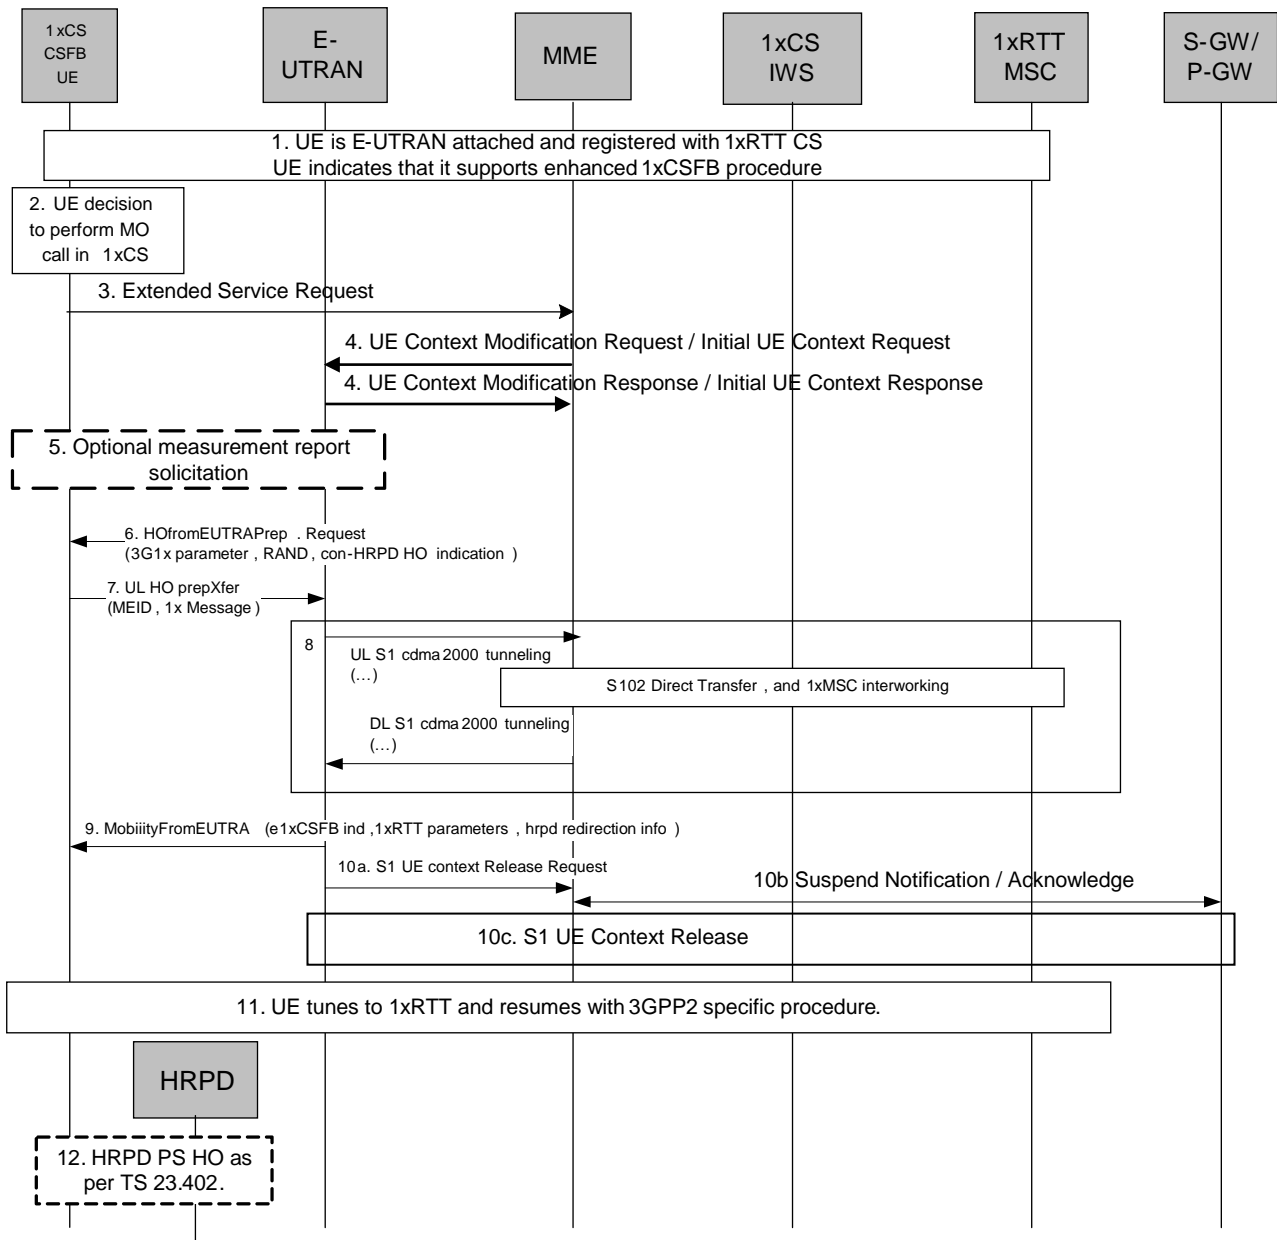 1xCS
CSFB
UE
E-
UTRAN
MME
1xCS
IWS
1xRTT
MSC
S-GW/
P-GW
1. UE is E-UTRAN attached and registered with 1xRTT CS
UE indicates that it supports enhanced 1xCSFB procedure
2. UE decision
to perform MO
call in 1xCS
3. Extended Service Request
4. UE Context Modification Request / Initial UE Context Request
4. UE Context Modification Response / Initial UE Context Response
5. Optional measurement report
solicitation
6. HOfromEUTRAPrep . Request
(3G1x parameter , RAND , con-HRPD HO indication )
7. UL HO prepXfer
(MEID , 1x Message )
8
UL S1 cdma2000 tunneling
(...)
S102 Direct Transfer , and 1xMSC interworking
DL S1 cdma2000 tunneling
(...)
9. MobiiityFromEUTRA (e1xCSFB ind ,1xRTT parameters , hrpd redirection info )
10a. S1 UE context Release Request
10b Suspend Notification / Acknowledge
10c. S1 UE Context Release
11. UE tunes to 1xRTT and resumes with 3GPP2 specific procedure.
HRPD
12. HRPD PS HO as
per TS 23.402.